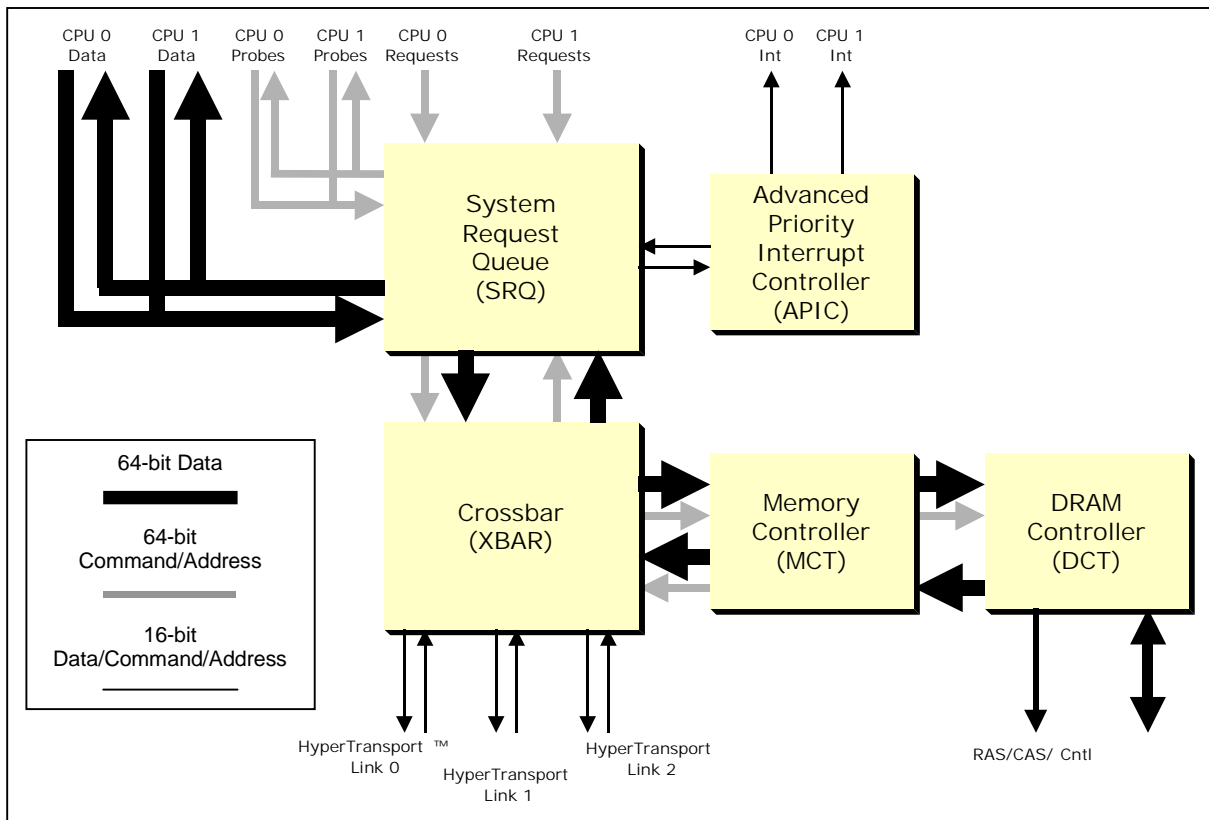 CPU 0
Data
CPU 1
Data
CPU 0
Probes
CPU 1
Probes
CPU 0
Requests
CPU 1
Requests
CPU 0
Int
CPU 1
Int
System
Request
Queue
(SRQ)
Advanced
Priority
Interrupt
Controller
(APIC)
64-bit Data
64-bit
Command/Address
16-bit
Data/Command/Address
Crossbar
(XBAR)
Memory
Controller
(MCT)
DRAM
Controller
(DCT)
HyperTransport ™
Link 0
HyperTransport
Link 1
HyperTransport
Link 2
RAS/CAS/ Cntl